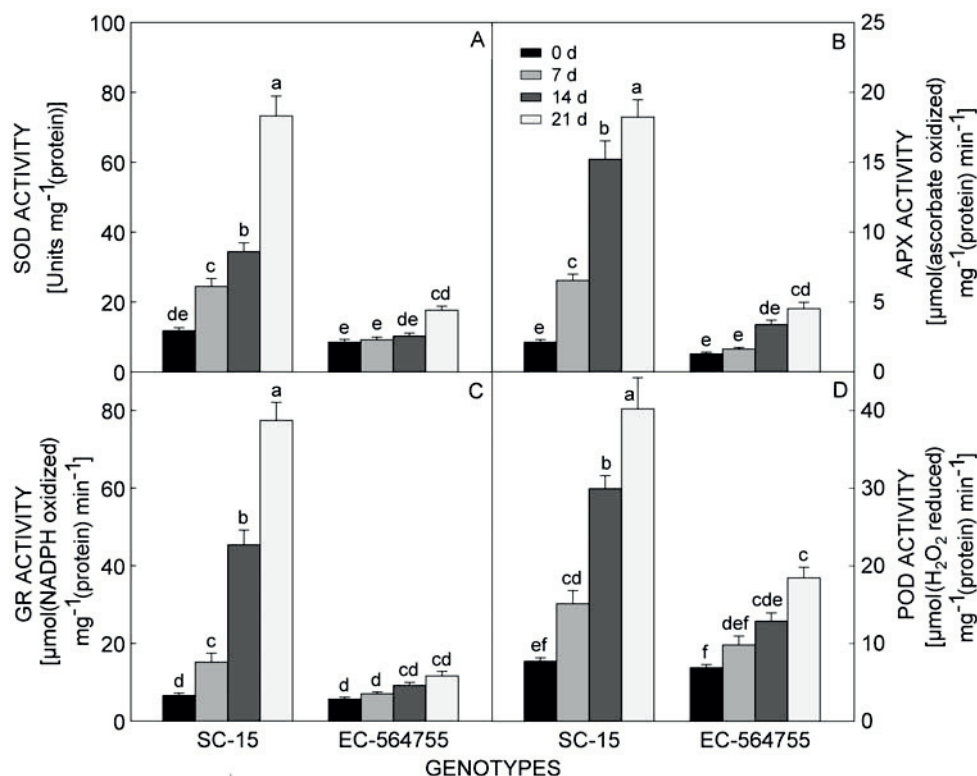 100
80
60
40
20
0
SOD ACTIVITY
[Units mg⁻¹(protein)]
A
de
c
b
a
e
e
de
cd
B
0 d
7 d
14 d
21 d
e
c
b
a
e
e
de
cd
25
20
15
10
5
0
APX ACTIVITY
[µmol(ascorbate oxidized)
mg⁻¹(protein) min⁻¹]
80
60
40
20
0
GR ACTIVITY
[µmol(NADPH oxidized)
mg⁻¹(protein) min⁻¹]
C
d
c
b
a
d
d
cd
cd
D
ef
cd
b
a
f
def
cde
c
40
30
20
10
0
POD ACTIVITY
[µmol(H₂O₂ reduced)
mg⁻¹(protein) min⁻¹]
SC-15 EC-564755 SC-15 EC-564755
GENOTYPES